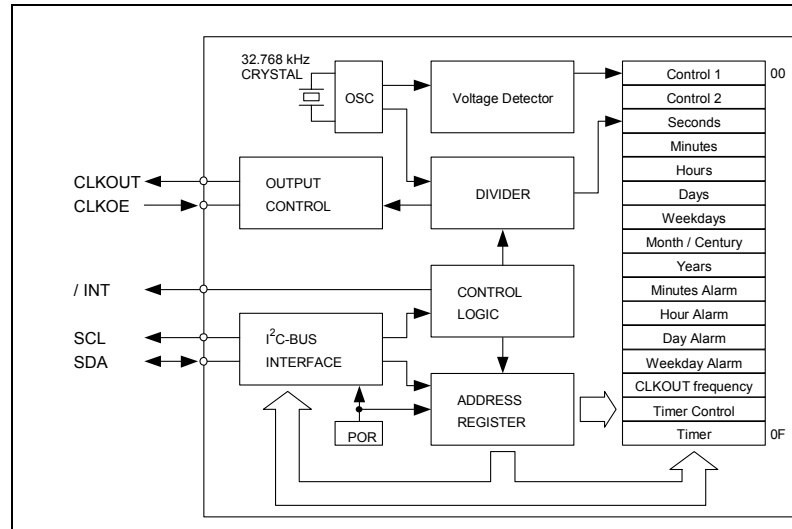 32.768 kHz
CRYSTAL
OSC
Voltage Detector
CLKOUT
CLKOE
OUTPUT
CONTROL
DIVIDER
/ INT
CONTROL
LOGIC
SCL
SDA
I²C-BUS
INTERFACE
ADDRESS
REGISTER
POR
Control 1
00
Control 2
Seconds
Minutes
Hours
Days
Weekdays
Month / Century
Years
Minutes Alarm
Hour Alarm
Day Alarm
Weekday Alarm
CLKOUT frequency
Timer Control
Timer
0F